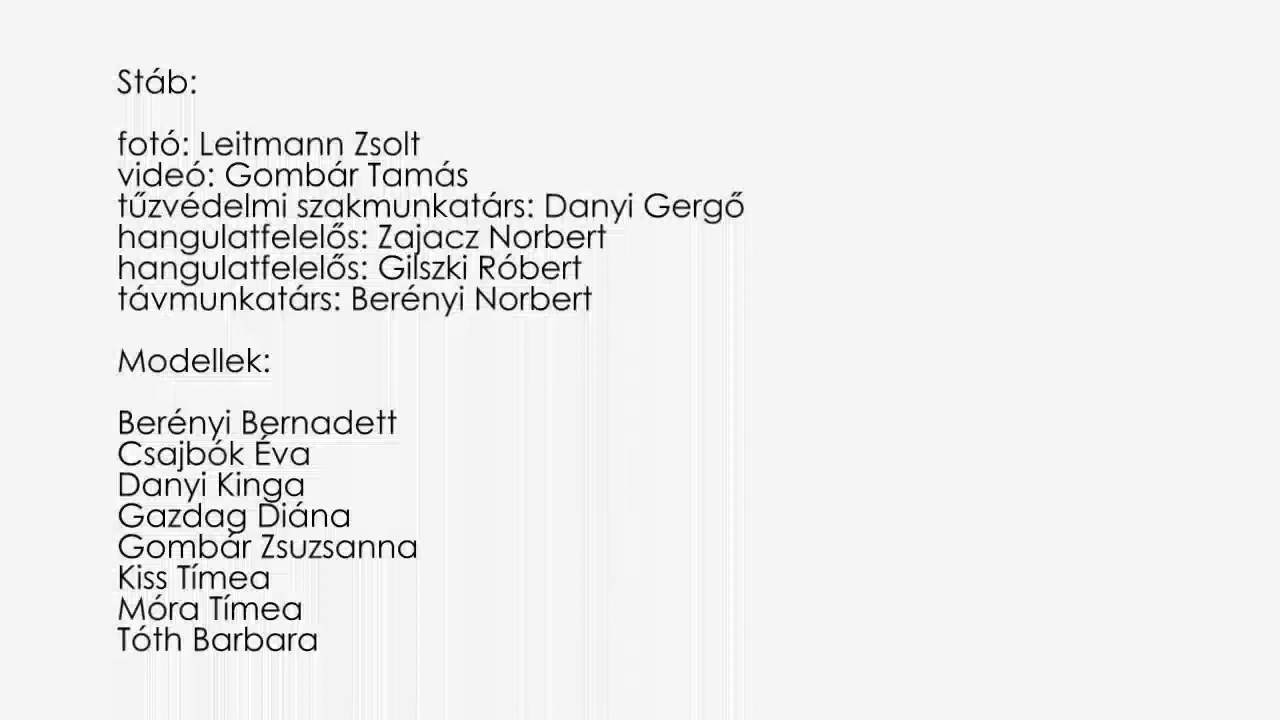 Stáb:
fotó: Leitmann Zsolt
videó: Gombár Tamás
tűzvédelmi szakmunkatárs: Danyi Gergő
hangulatfelelős: Zajacz Norbert
hangulatfelelős: Gilszki Róbert
távmunkatárs: Berényi Norbert
Modellek:
Berényi Bernadett
Csajbók Éva
Danyi Kinga
Gazdag Diána
Gombár Zsuzsanna
Kiss Tímea
Móra Tímea
Tóth Barbara